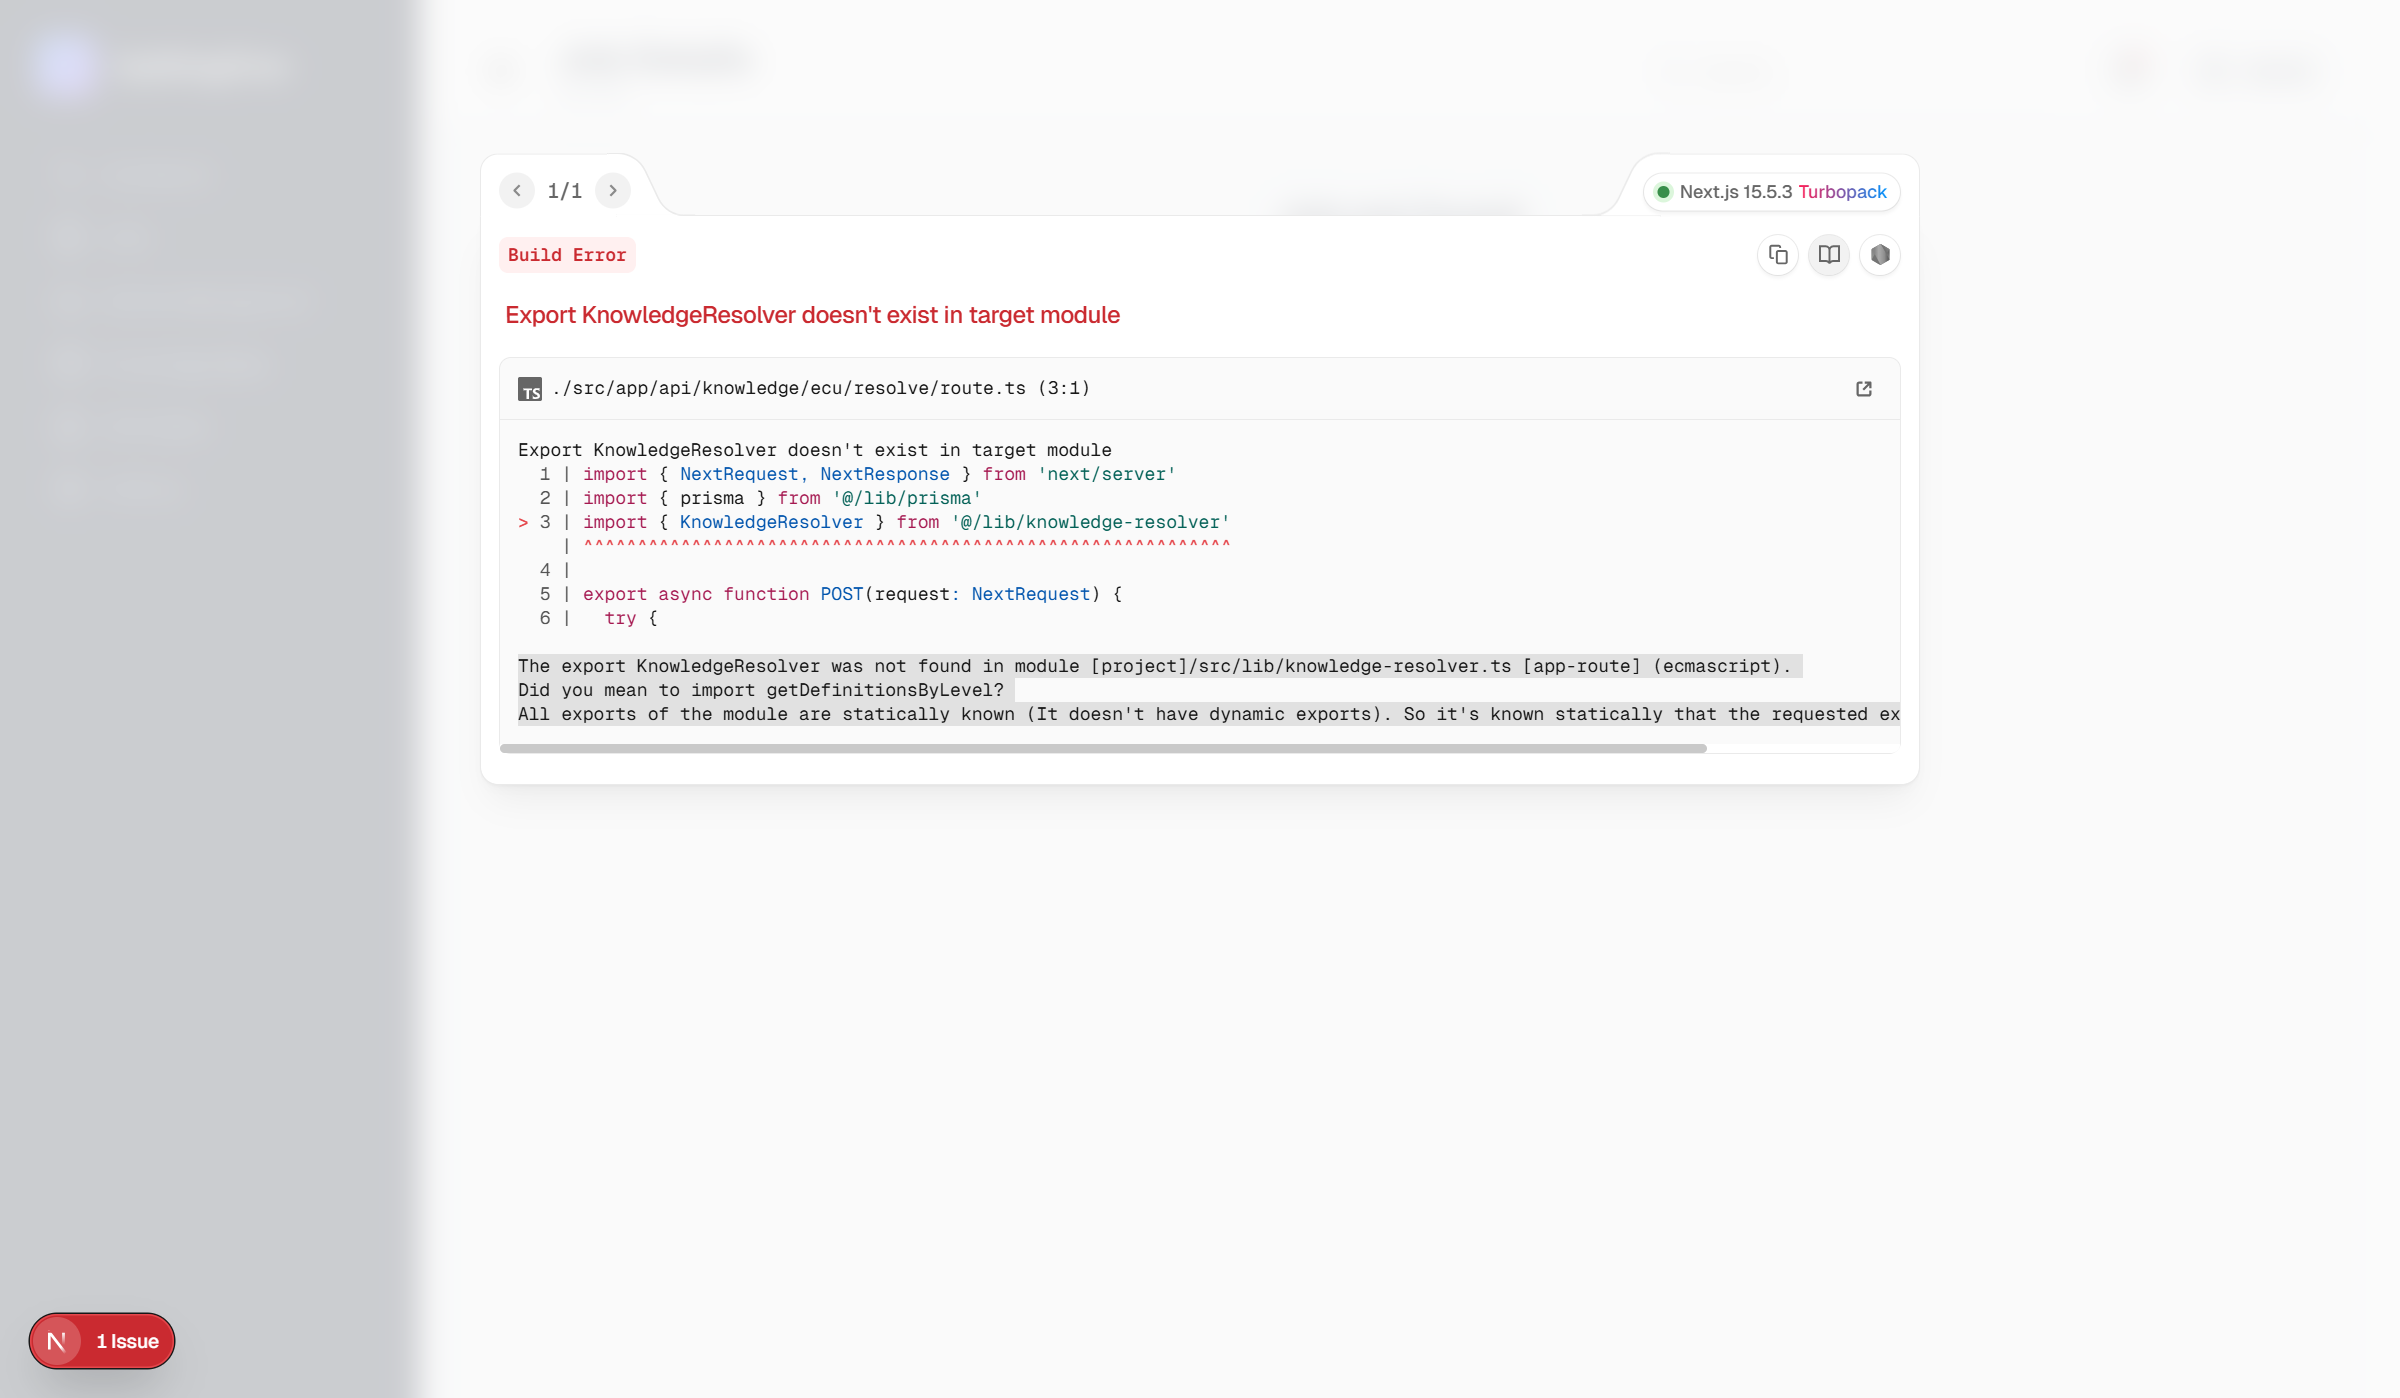 1/1
Next.js 15.5.3 Turbopack
Build Error
Export KnowledgeResolver doesn't exist in target module
TS ./src/app/api/knowledge/ecu/resolve/route.ts (3:1)
Export KnowledgeResolver doesn't exist in target module
1 | import { NextRequest, NextResponse } from 'next/server'
2 | import { prisma } from '@/lib/prisma'
> 3 | import { KnowledgeResolver } from '@/lib/knowledge-resolver'
| ^^^^^^^^^^^^^^^^^^^^^^^^^^^^^^^^^^^^^^^^^^^^^^^^^^^^^^^^^^^^
4 |
5 | export async function POST(request: NextRequest) {
6 |   try {
The export KnowledgeResolver was not found in module [project]/src/lib/knowledge-resolver.ts [app-route] (ecmascript).
Did you mean to import getDefinitionsByLevel?
All exports of the module are statically known (It doesn't have dynamic exports). So it's known statically that the requested ex
N 1 Issue